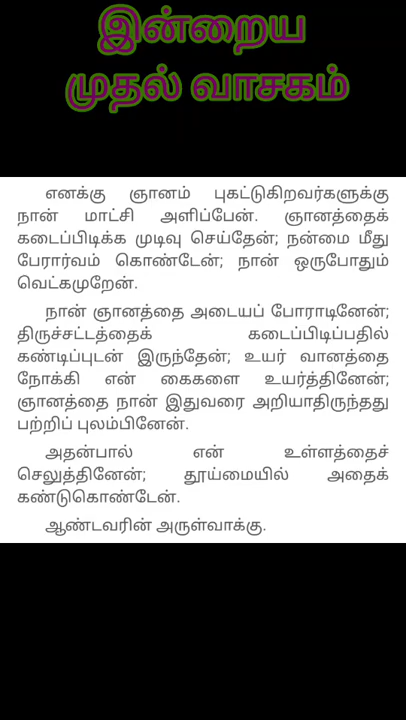 இன்றைய
முதல் வாசகம்
எனக்கு ஞானம் புகட்டுகிறவர்களுக்கு
நான் மாட்சி அளிப்பேன். ஞானத்தைக்
கடைப்பிடிக்க முடிவு செய்தேன்; நன்மை மீது
பேரார்வம் கொண்டேன்; நான் ஒருபோதும்
வெட்கமுறேன்.
நான் ஞானத்தை அடையப் போராடினேன்;
திருச்சட்டத்தைக் கடைப்பிடிப்பதில்
கண்டிப்புடன் இருந்தேன்; உயர் வானத்தை
நோக்கி என் கைகளை உயர்த்தினேன்;
ஞானத்தை நான் இதுவரை அறியாதிருந்தது
பற்றிப் புலம்பினேன்.
அதன்பால் என் உள்ளத்தைச்
செலுத்தினேன்; தூய்மையில் அதைக்
கண்டுகொண்டேன்.
ஆண்டவரின் அருள்வாக்கு.